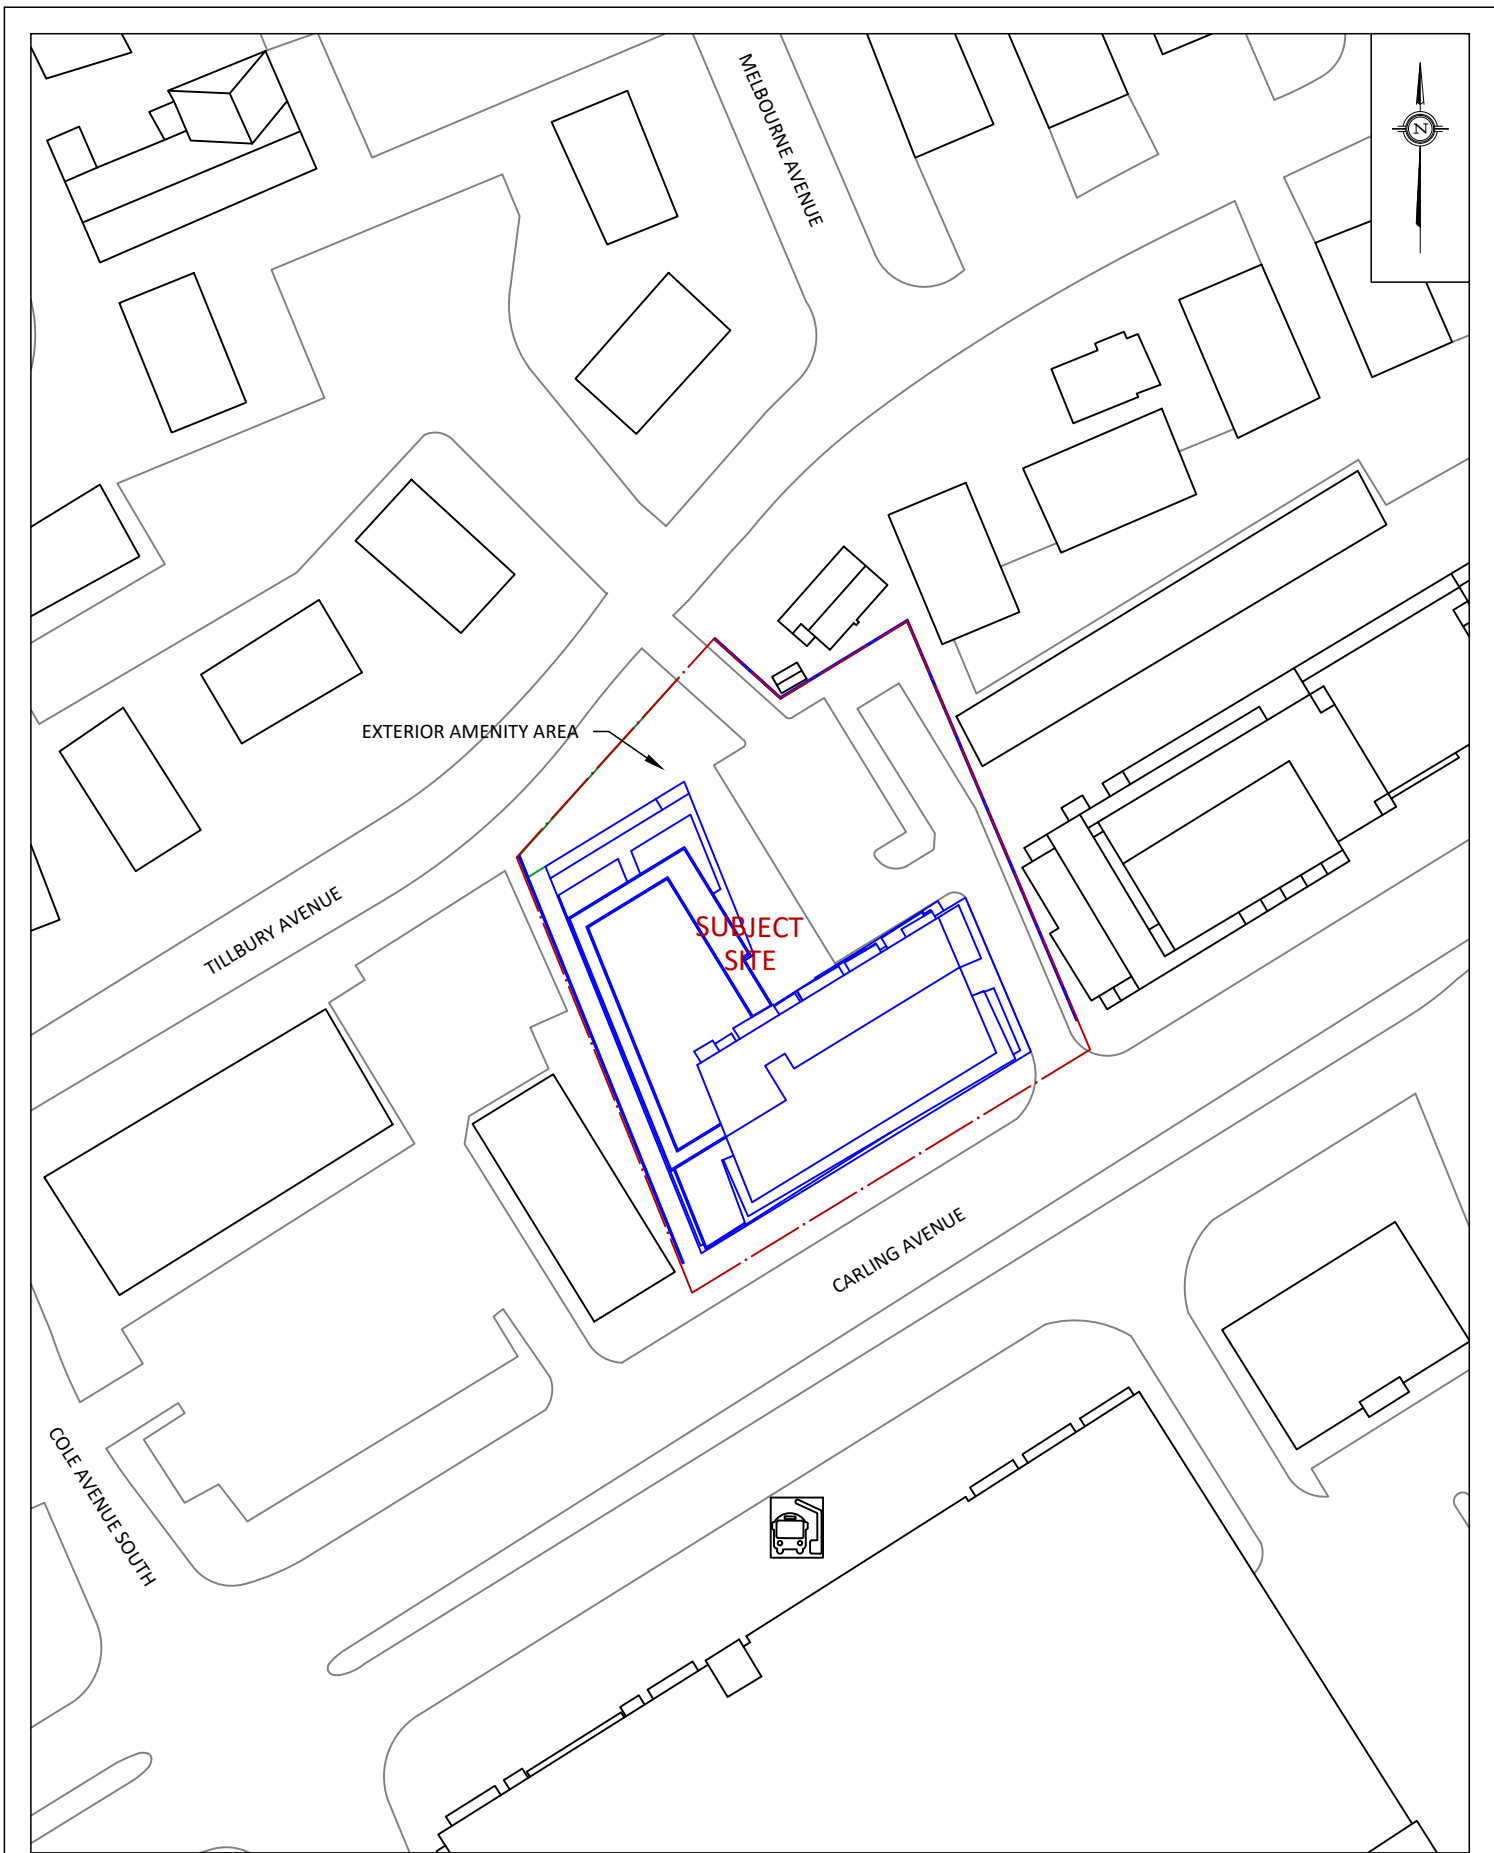 MELBOURNE AVENUE
N
EXTERIOR AMENITY AREA
TILLBURY AVENUE
SUBJECT
SITE
CARLING AVENUE
COLE AVENUE SOUTH